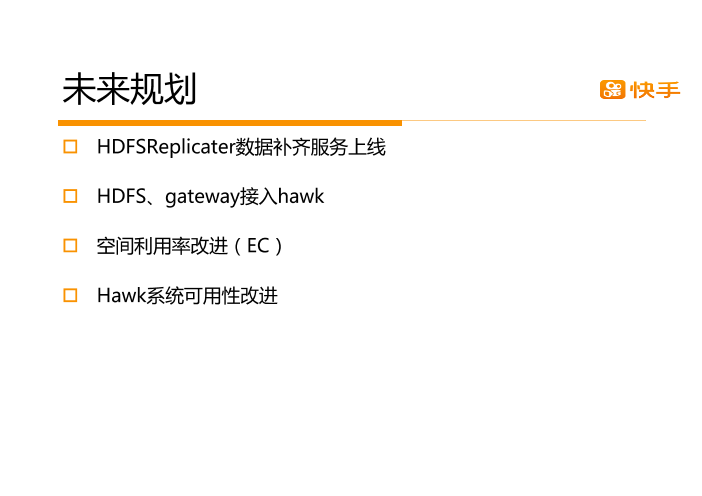 未来规划
快手
HDFSReplicater数据补齐服务上线
HDFS、gateway接入hawk
空间利用率改进（EC）
Hawk系统可用性改进